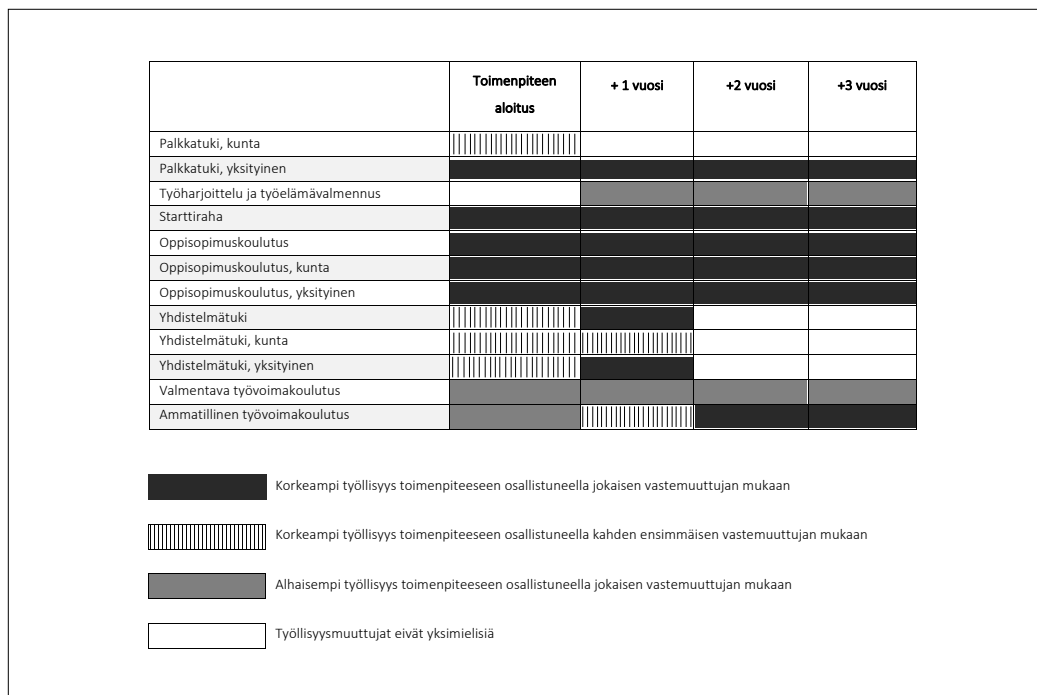 Toimenpiteen
aloitus
+ 1 vuosi
+2 vuosi
+3 vuosi
Palkkatuki, kunta
Palkkatuki, yksityinen
Työharjoittelu ja työelämävalmennus
Starttiraha
Oppisopimuskoulutus
Oppisopimuskoulutus, kunta
Oppisopimuskoulutus, yksityinen
Yhdistelmätuki
Yhdistelmätuki, kunta
Yhdistelmätuki, yksityinen
Valmentava työvoimakoulutus
Ammatillinen työvoimakoulutus
Korkeampi työllisyys toimenpiteeseen osallistuneella jokaisen vastemuuttujan mukaan
Korkeampi työllisyys toimenpiteeseen osallistuneella kahden ensimmäisen vastemuuttujan mukaan
Alhaisempi työllisyys toimenpiteeseen osallistuneella jokaisen vastemuuttujan mukaan
Työllisyysmuuttujat eivät yksimielisiä